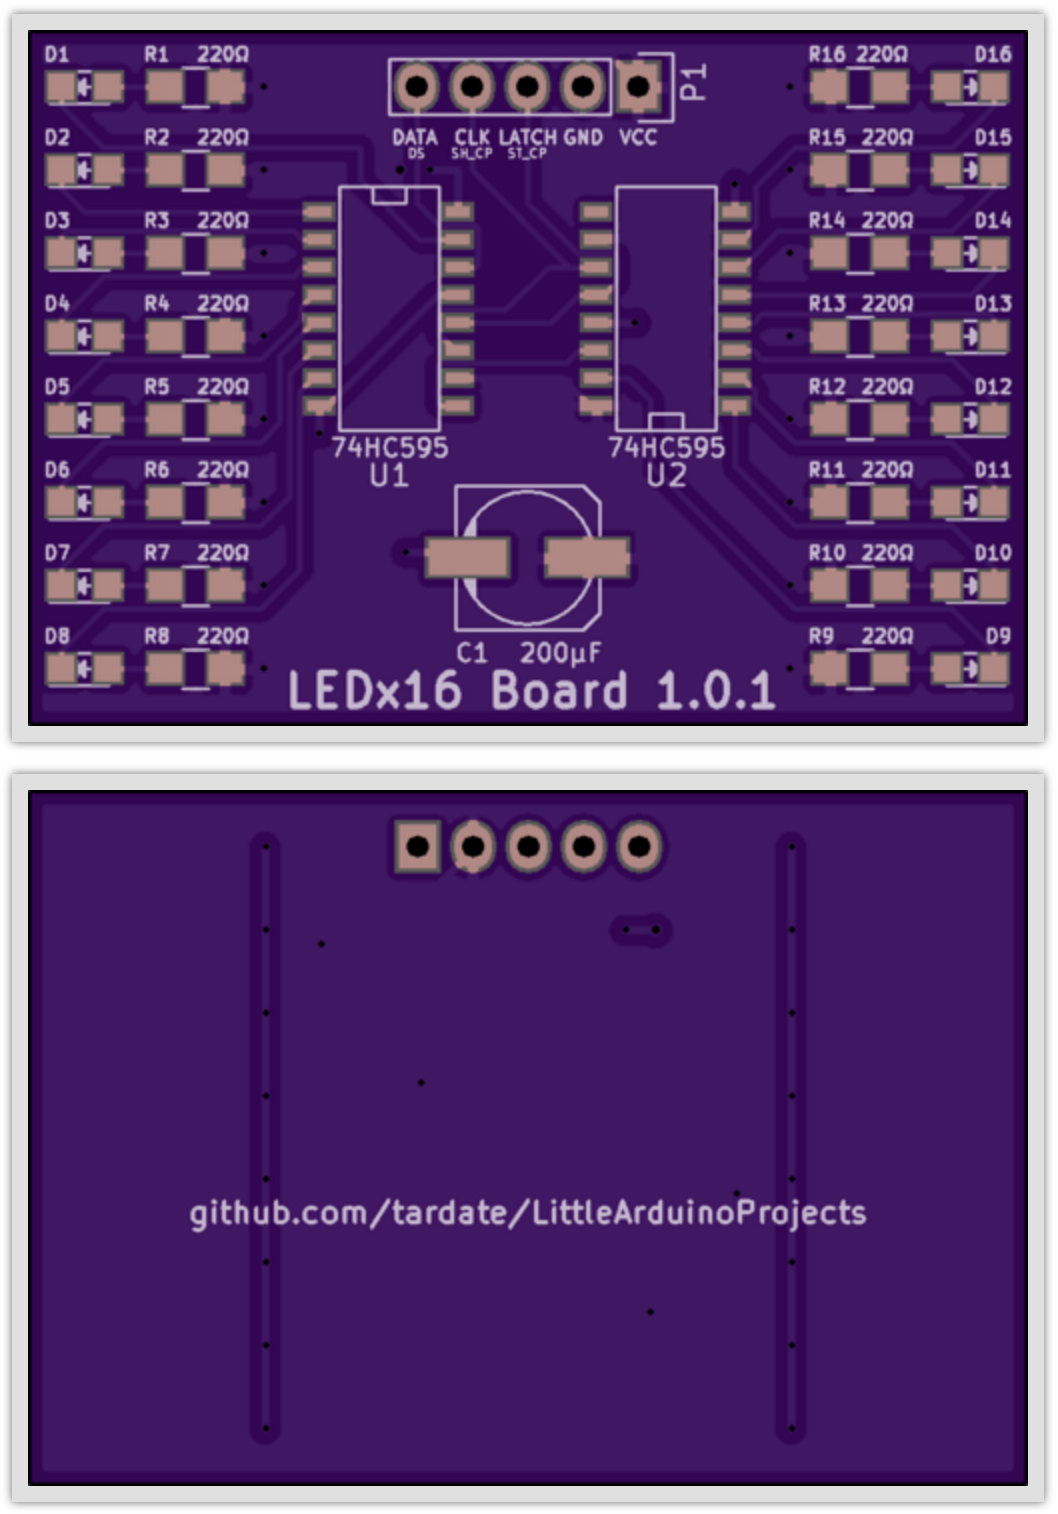 D1 R1 220Ω R16 220Ω D16
P1
D2 R2 220Ω DATA CLK LATCH GND VCC R15 220Ω D15
DS SH_CP ST_CP
D3 R3 220Ω R14 220Ω D14
D4 R4 220Ω R13 220Ω D13
D5 R5 220Ω R12 220Ω D12
74HC595 74HC595
D6 R6 220Ω U1 U2 R11 220Ω D11
D7 R7 220Ω R10 220Ω D10
D8 R8 220Ω R9 220Ω D9
C1 200µF
LEDx16 Board 1.0.1
github.com/tardate/LittleArduinoProjects